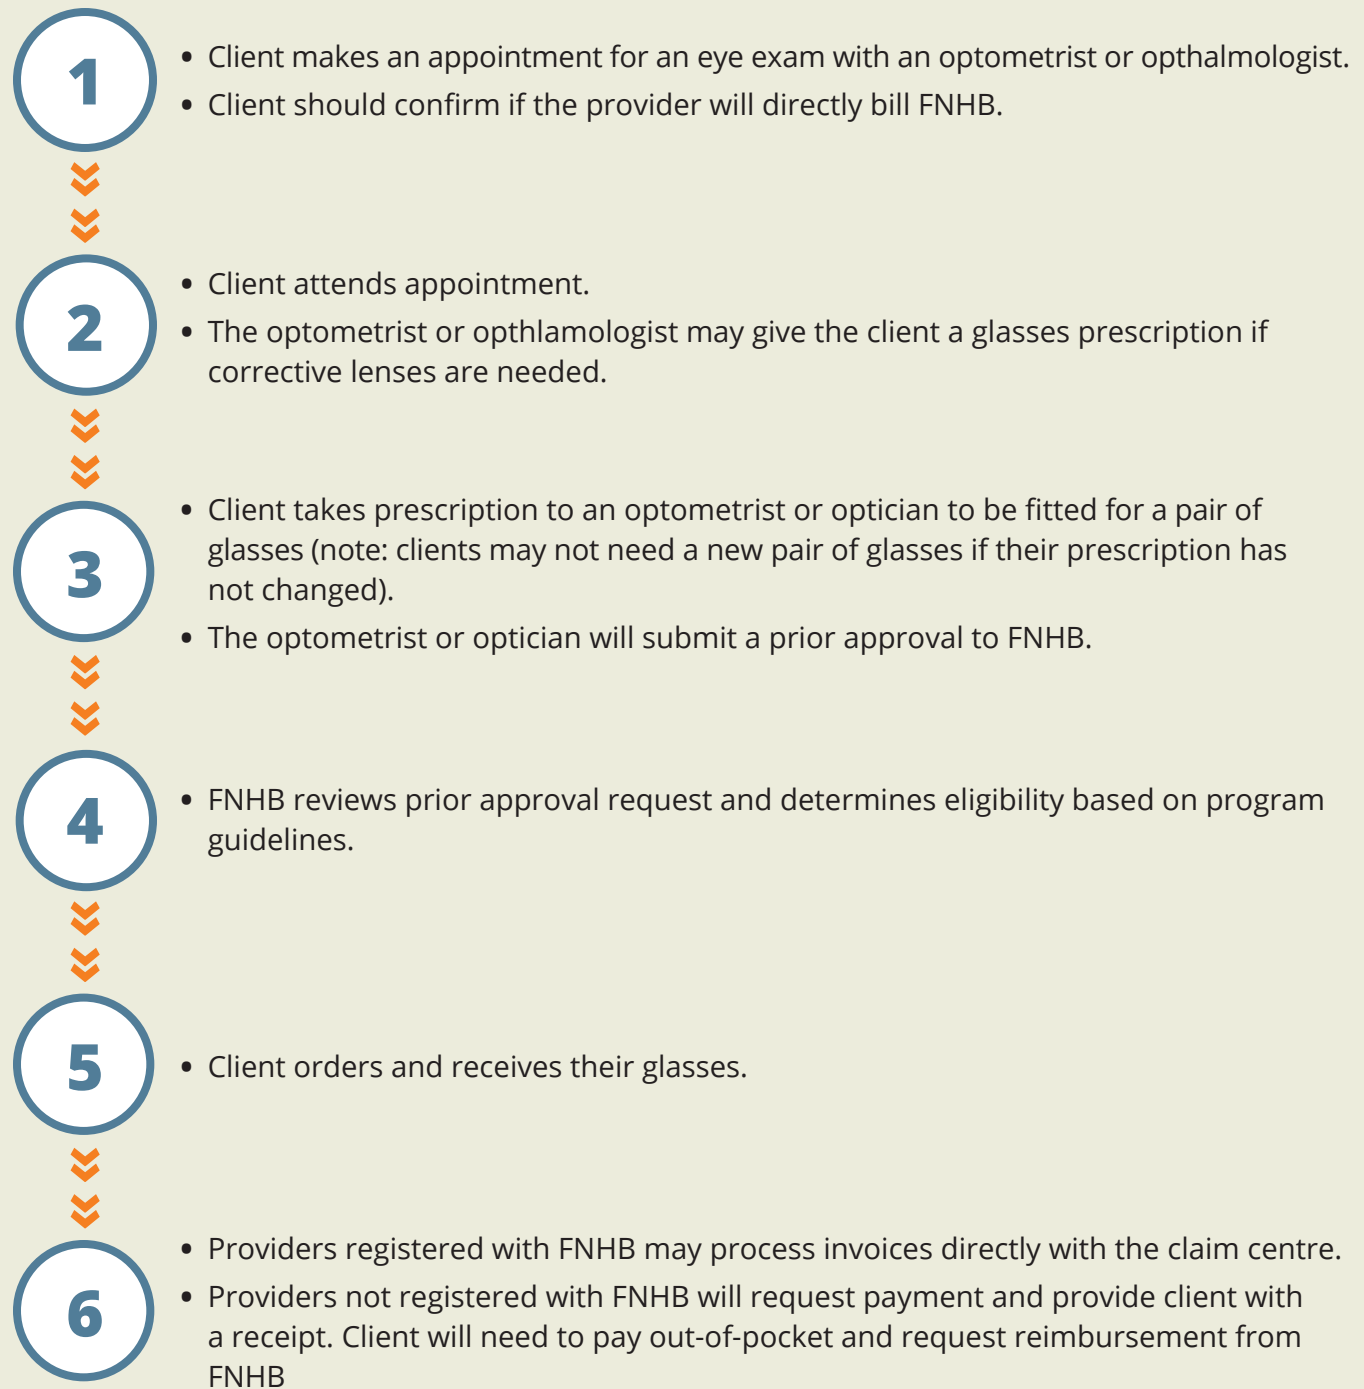 1
• Client makes an appointment for an eye exam with an optometrist or opthalmologist.
• Client should confirm if the provider will directly bill FNHB.
2
• Client attends appointment.
• The optometrist or opthlamologist may give the client a glasses prescription if
corrective lenses are needed.
3
• Client takes prescription to an optometrist or optician to be fitted for a pair of
glasses (note: clients may not need a new pair of glasses if their prescription has
not changed).
• The optometrist or optician will submit a prior approval to FNHB.
4
• FNHB reviews prior approval request and determines eligibility based on program
guidelines.
5
• Client orders and receives their glasses.
6
• Providers registered with FNHB may process invoices directly with the claim centre.
• Providers not registered with FNHB will request payment and provide client with
a receipt. Client will need to pay out-of-pocket and request reimbursement from
FNHB